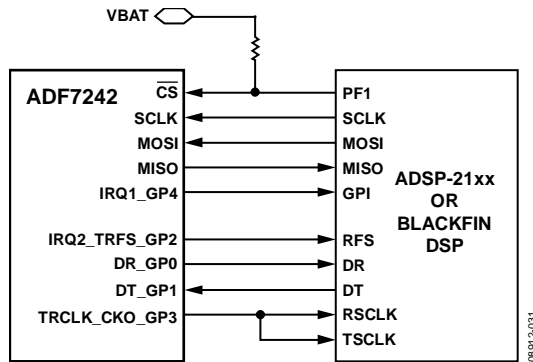 VBAT
ADF7242
CS
SCLK
MOSI
MISO
IRQ1_GP4
IRQ2_TRFS_GP2
DR_GP0
DT_GP1
TRCLK_CKO_GP3
PF1
SCLK
MOSI
MISO
GPI
RFS
DR
DT
RSCLK
TSCLK
ADSP-21xx
OR
BLACKFIN
DSP
08912-031